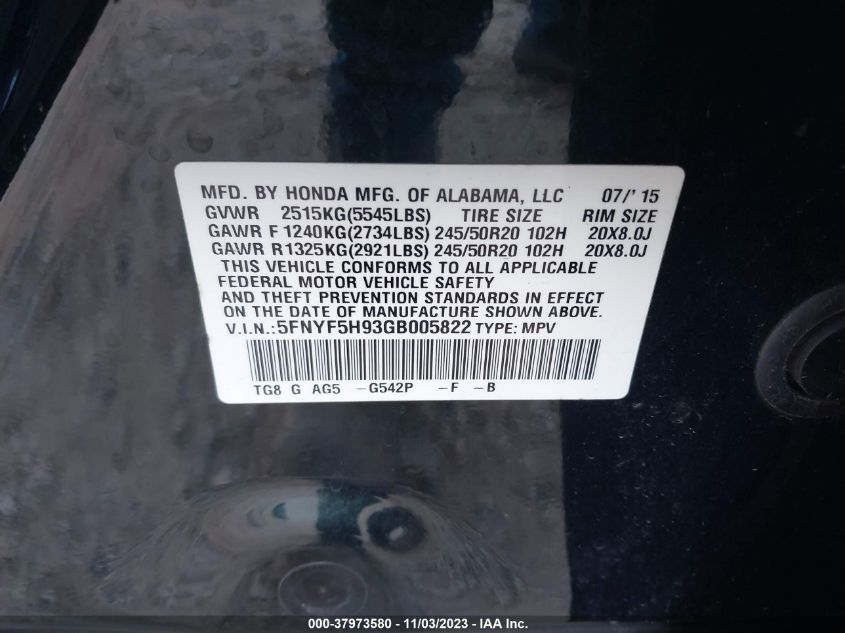 MFD. BY HONDA MFG. OF ALABAMA, LLC 07/' 15
GVWR 2515KG(5545LBS) TIRE SIZE RIM SIZE
GAWR F 1240KG(2734LBS) 245/50R20 102H 20X8.0J
GAWR R1325KG(2921LBS) 245/50R20 102H 20X8.0J
THIS VEHICLE CONFORMS TO ALL APPLICABLE
FEDERAL MOTOR VEHICLE SAFETY
AND THEFT PREVENTION STANDARDS IN EFFECT
ON THE DATE OF MANUFACTURE SHOWN ABOVE.
V.I.N.:5FNYF5H93GB005822 TYPE: MPV
TG8 G AG5 -G542P -F -B
000-37973580 - 11/03/2023 - IAA Inc.